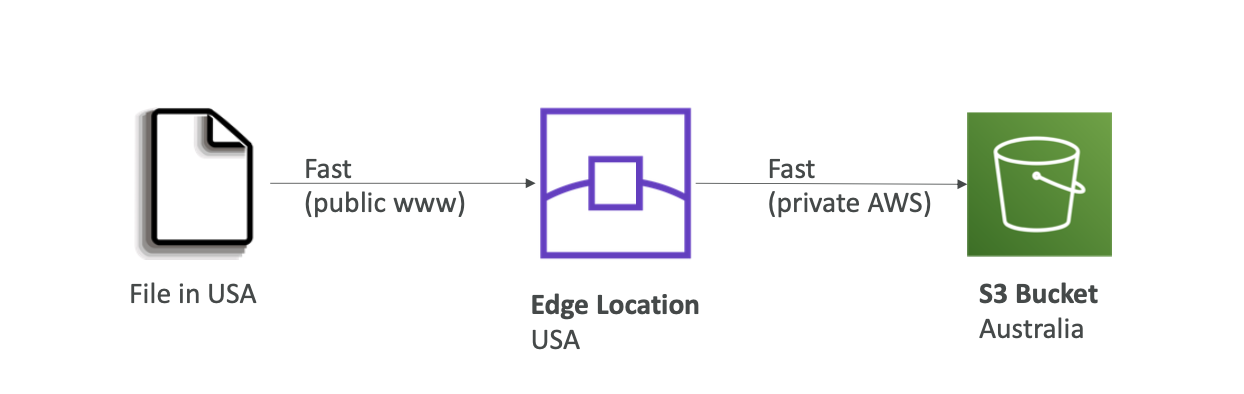 Fast
(public www)
Fast
(private AWS)
File in USA
Edge Location
USA
S3 Bucket
Australia